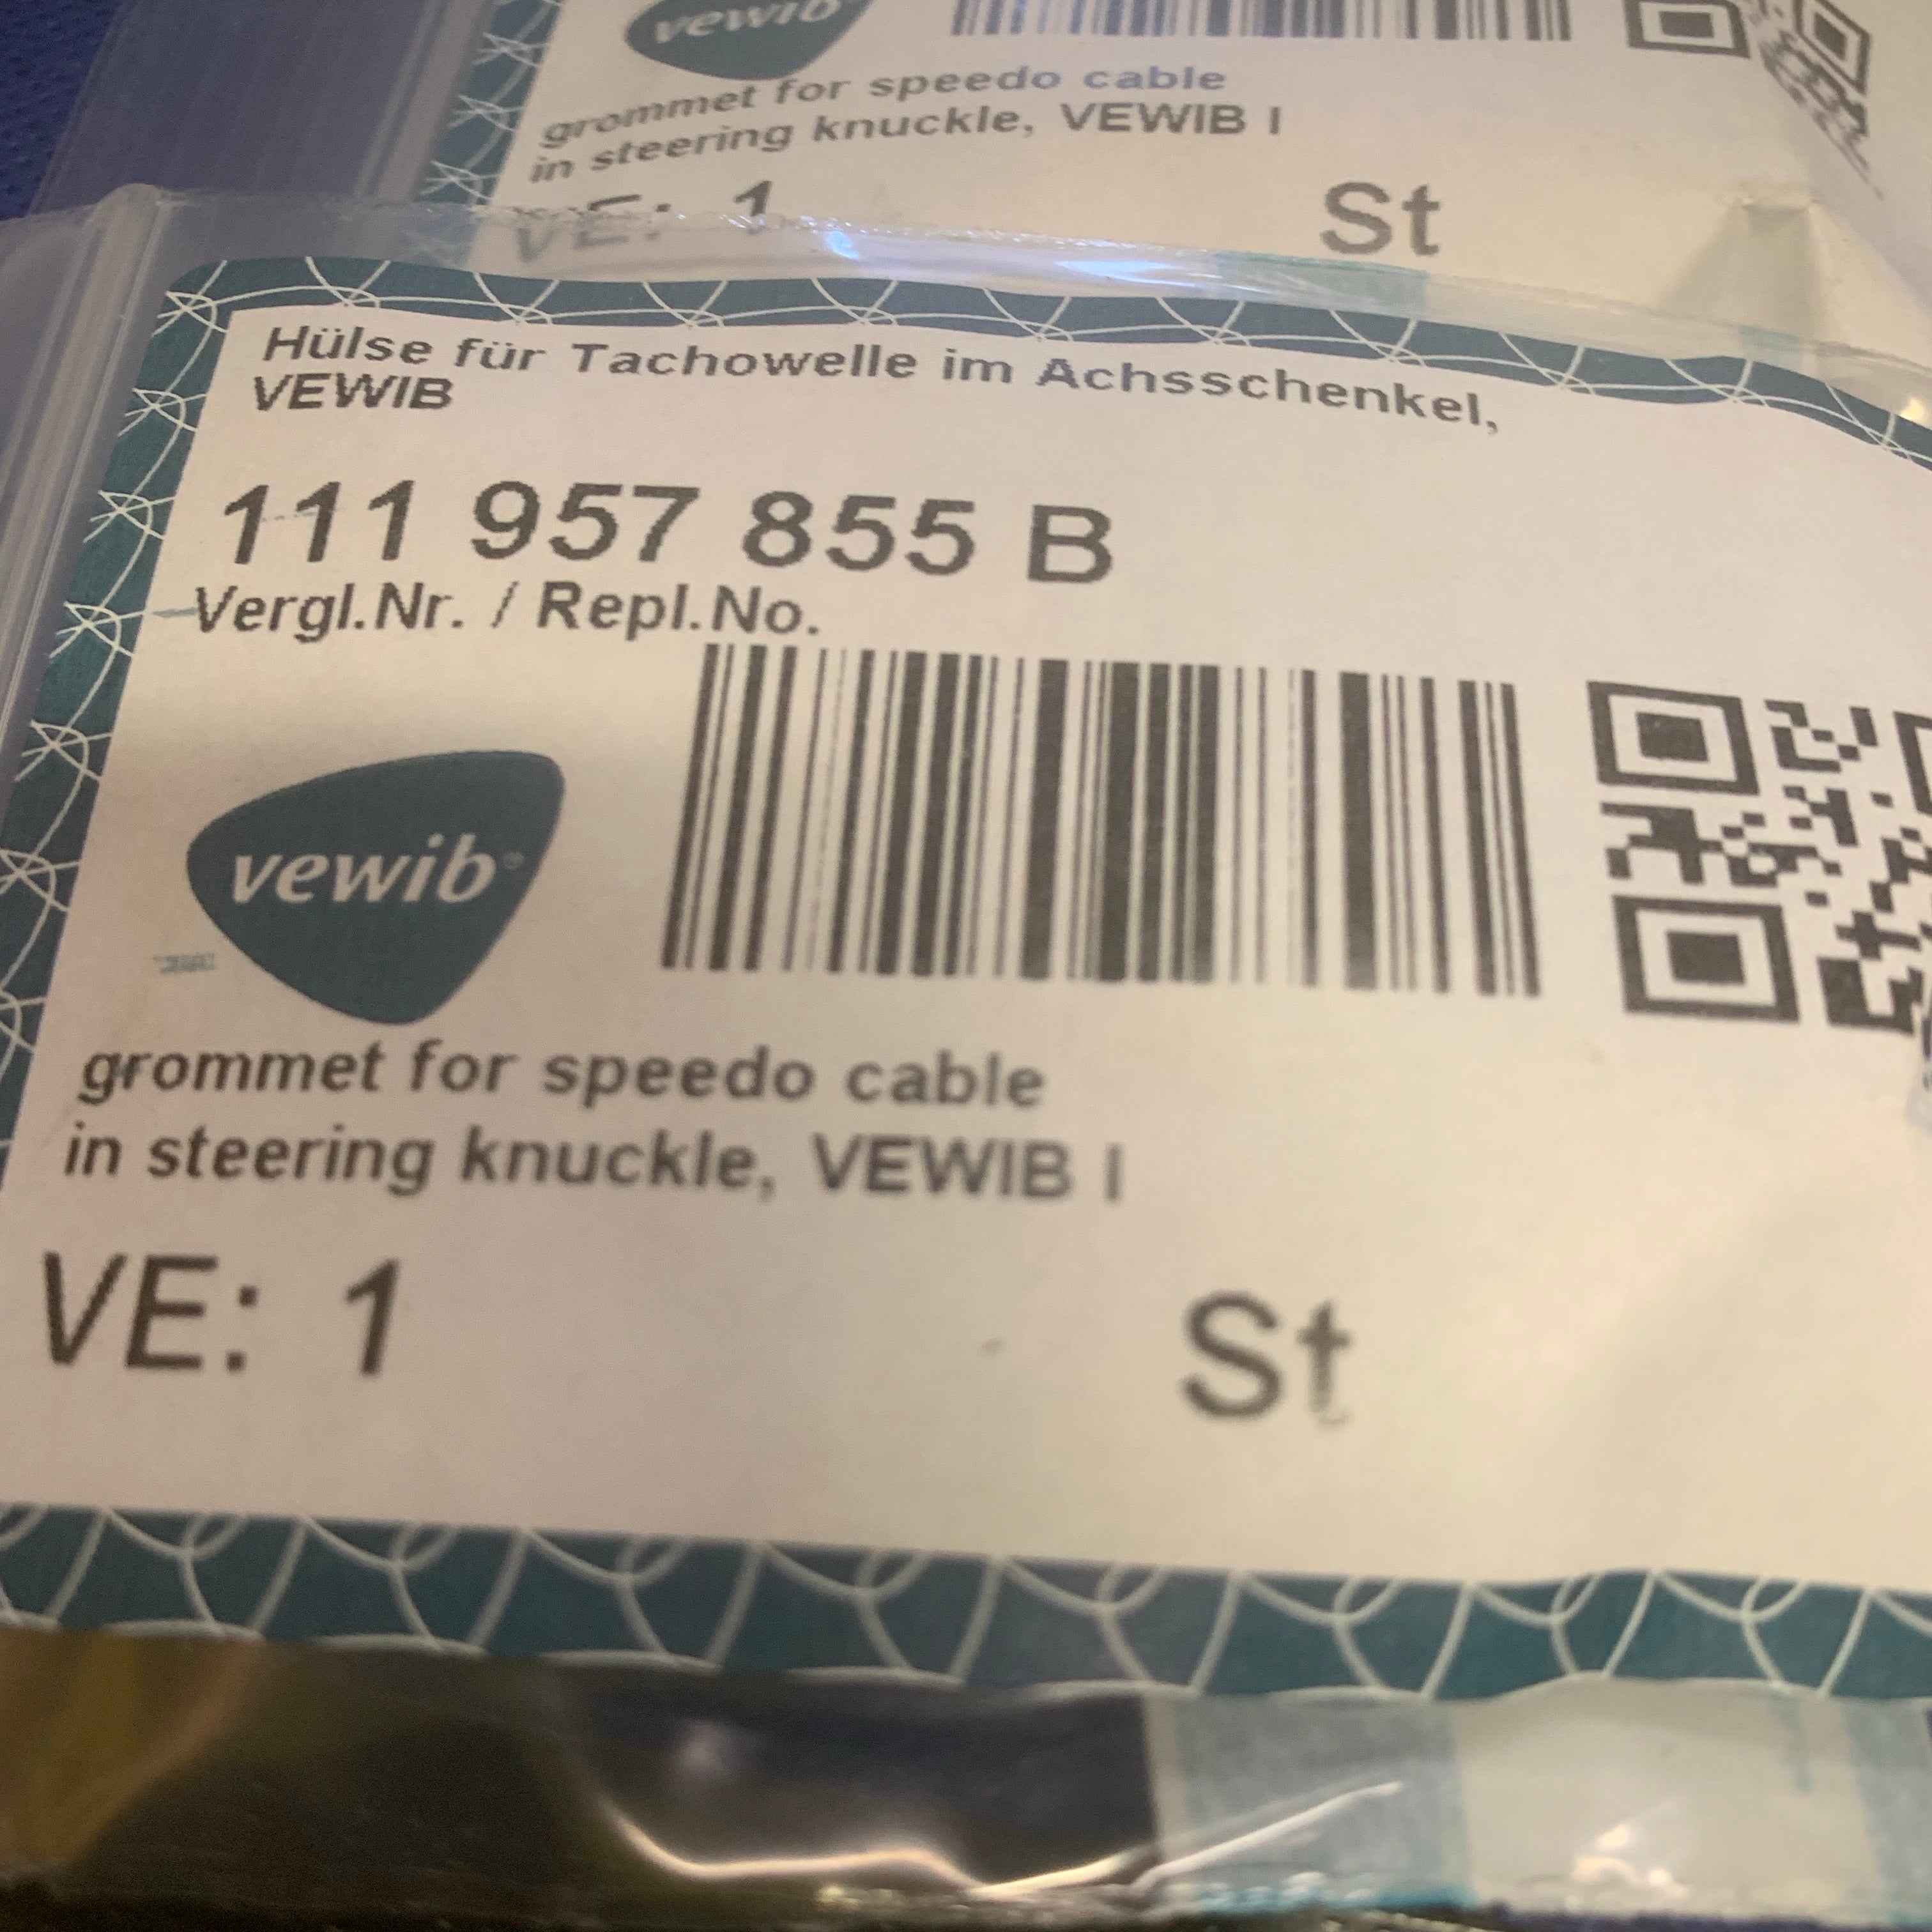 vewib
grommet for speedo cable
in steering knuckle, VEWIB I
VE: 1 St
Hülse für Tachowelle im Achsschenkel,
VEWIB
111 957 855 B
Vergl.Nr. / Repl.No.
vewib®
grommet for speedo cable
in steering knuckle, VEWIB I
VE: 1 St